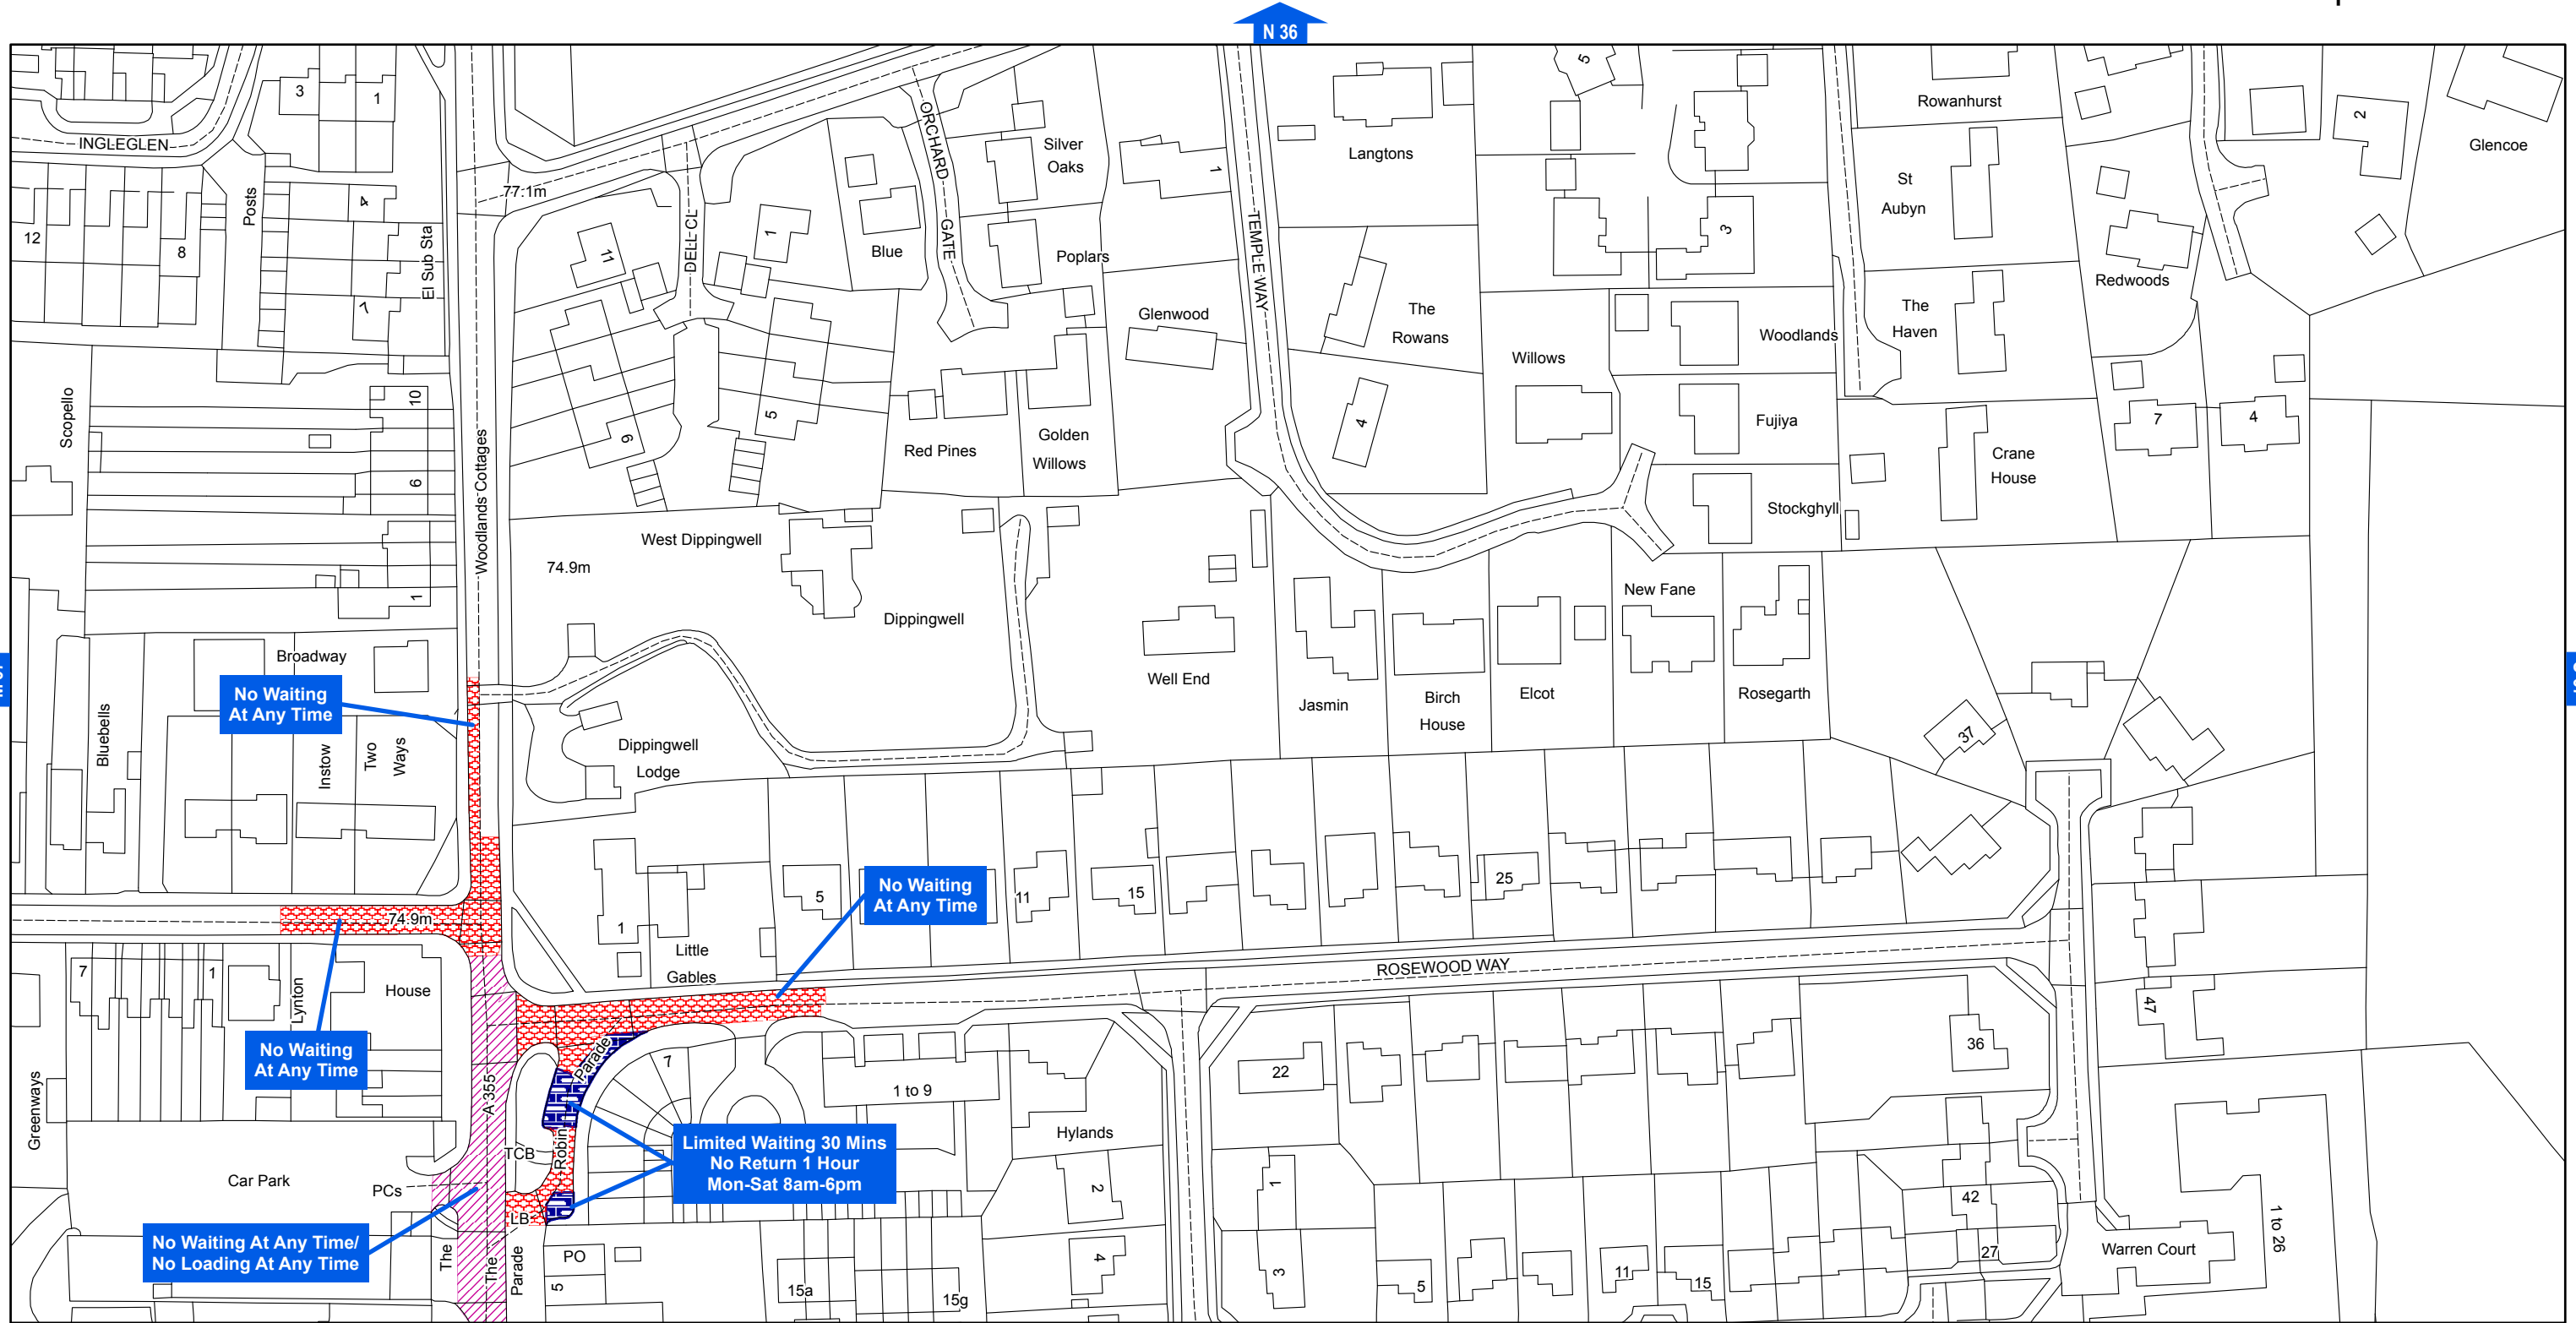 N 36
INGLEGLEN
3
1
12
8
Posts
4
7
El Sub Sta
77.1m
11
DELL CL
1
Blue
ORCHARD
GATE
Silver
Oaks
Poplars
1
Glenwood
TEMPLE WAY
Langtons
5
3
The
Rowans
4
Willows
Woodlands
Fujiya
Stockghyll
Rowanhurst
St
Aubyn
The
Haven
Redwoods
2
Glencoe
7
4
Crane
House
Scopello
10
6
1
Woodlands Cottages
6
5
Red Pines
Golden
Willows
West Dippingwell
74.9m
Dippingwell
Well End
Jasmin
Birch
House
Elcot
New Fane
Rosegarth
37
Broadway
No Waiting
At Any Time
Bluebells
Instow
Two
Ways
Dippingwell
Lodge
74.9m
1
Little
Gables
5
No Waiting
At Any Time
11
15
25
ROSEWOOD WAY
7
1
Lynton
House
No Waiting
At Any Time
Greenways
A 355
Parade
Robin
7
1 to 9
Hylands
22
36
47
Limited Waiting 30 Mins
No Return 1 Hour
Mon-Sat 8am-6pm
TCB
Car Park
PCs
LB
No Waiting At Any Time/
No Loading At Any Time
The
The
Parade
PO
5
15a
15g
2
4
1
3
5
11
15
42
27
Warren Court
1 to 26